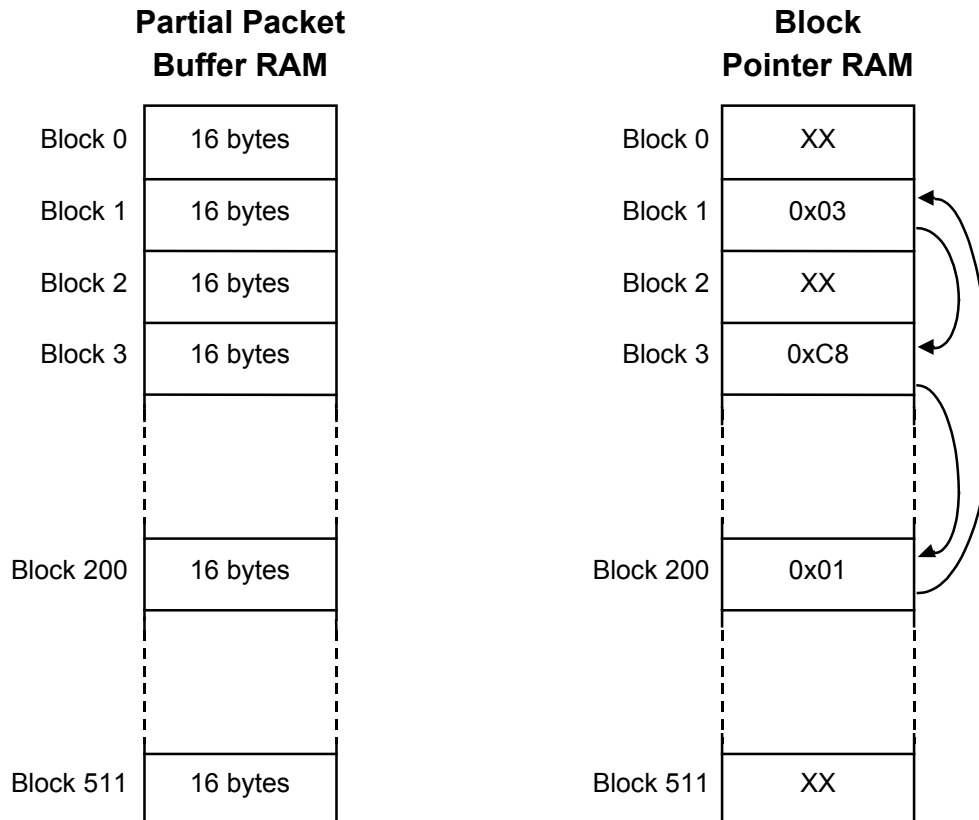 Partial Packet
Buffer RAM
Block
Pointer RAM
Block 0 16 bytes
Block 0 XX
Block 1 16 bytes
Block 1 0x03
Block 2 16 bytes
Block 2 XX
Block 3 16 bytes
Block 3 0xC8
Block 200 16 bytes
Block 200 0x01
Block 511 16 bytes
Block 511 XX